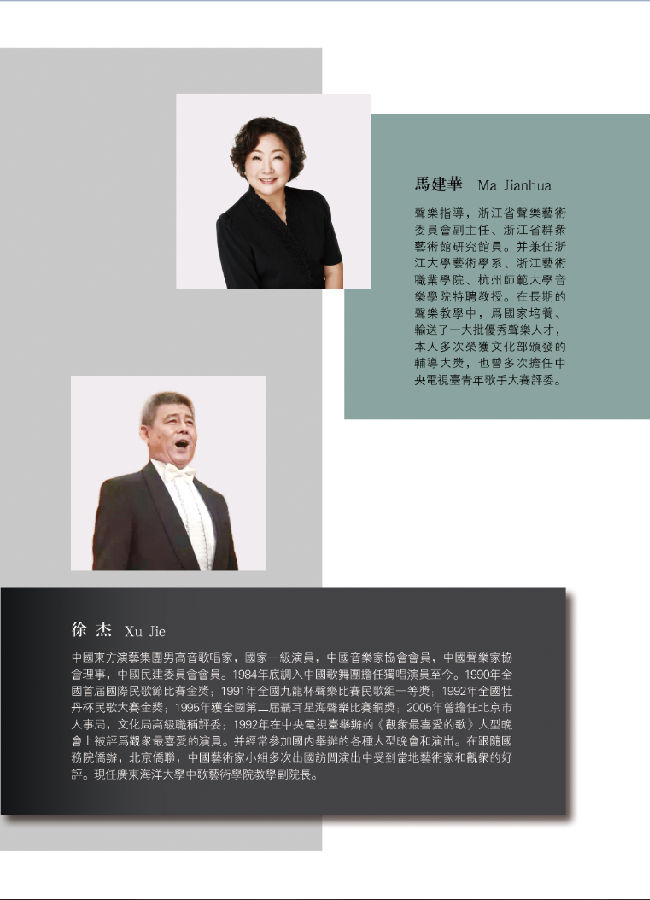 馬建華 Ma Jianhua
聲樂指導，浙江省聲樂藝術
委員會副主任、浙江省群衆
藝術館研究館員。并兼任浙
江大學藝術學系、浙江藝術
職業學院、杭州師範大學音
樂學院特聘教授。在長期的
聲樂教學中，爲國家培養、
輸送了一大批優秀聲樂人才，
本人多次榮獲文化部頒發的
輔導大獎，也曾多次擔任中
央電視臺青年歌手大賽評委。
徐 杰 Xu Jie
中國東方演藝集團男高音歌唱家，國家一級演員，中國音樂家協會會員，中國聲樂家協
會理事，中國民建委員會會員。1984年底調入中國歌舞團擔任獨唱演員至今。1990年全
國首届國際民歌節比賽金獎；1991年全國九龍杯聲樂比賽民歌組一等獎；1992年全國牡
丹杯民歌大賽金獎；1995年獲全國第二届聶耳星海聲樂比賽銅獎；2005年曾擔任北京市
人事局，文化局高級職稱評委；1992年在中央電視臺舉辦的《觀衆最喜愛的歌》大型晚
會上被評爲觀衆最喜愛的演員。并經常參加國内舉辦的各種大型晚會和演出。在跟隨國
務院僑辦，北京僑聯，中國藝術家小組多次出國訪問演出中受到當地藝術家和觀衆的好
評。現任廣東海洋大學中歌藝術學院教學副院長。